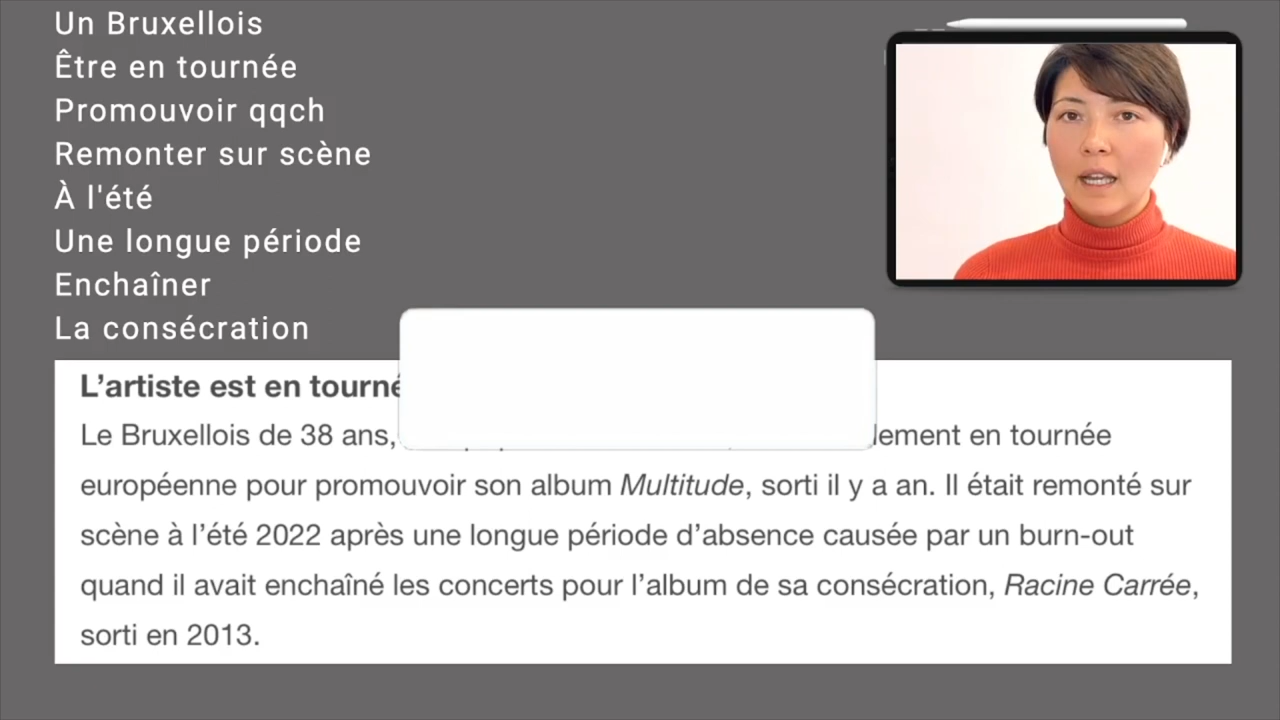 Un Bruxellois
Être en tournée
Promouvoir qqch
Remonter sur scène
À l'été
Une longue période
Enchaîner
La consécration
L’artiste est en
Le Bruxellois de 38 ans, en tournée
européenne pour promouvoir son album Multitude, sorti il y a an. Il était remonté sur
scène à l’été 2022 après une longue période d’absence causée par un burn-out
quand il avait enchaîné les concerts pour l’album de sa consécration, Racine Carrée,
sorti en 2013.